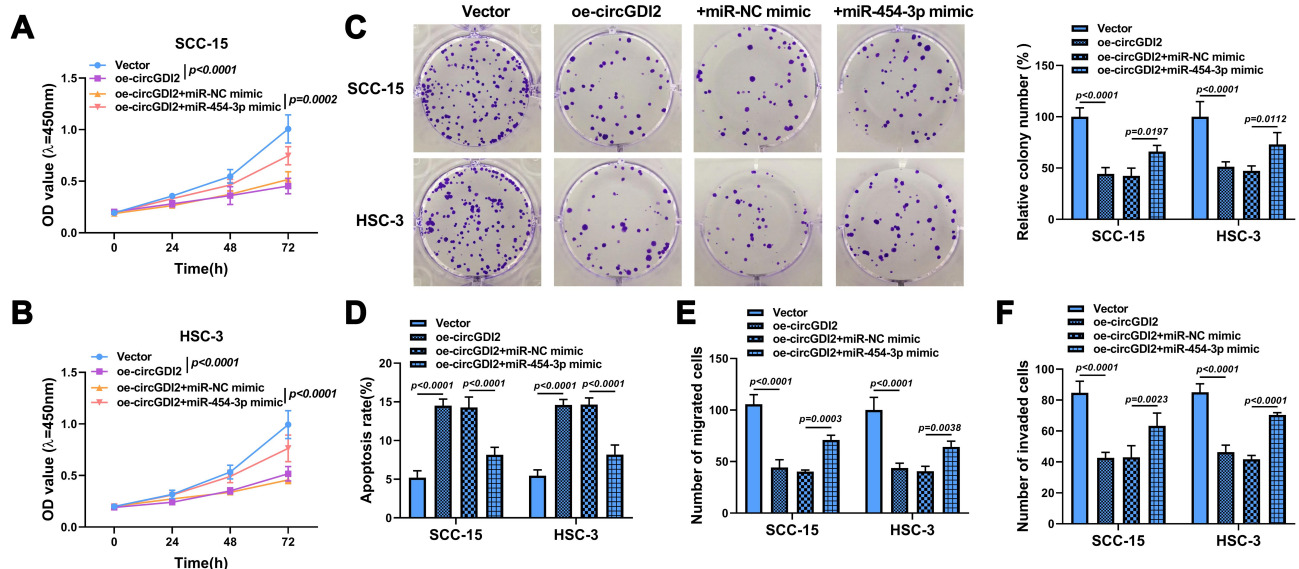 A
SCC-15
Vector
oe-circGDI2
oe-circGDI2+miR-NC mimic
oe-circGDI2+miR-454-3p mimic
p<0.0001
p=0.0002
OD value (λ=450nm)
1.5
1.0
0.5
0.0
0 24 48 72
Time(h)
B
HSC-3
Vector
oe-circGDI2
oe-circGDI2+miR-NC mimic
oe-circGDI2+miR-454-3p mimic
p<0.0001
p<0.0001
OD value (λ=450nm)
1.5
1.0
0.5
0.0
0 24 48 72
Time(h)
C
Vector oe-circGDI2 +miR-NC mimic +miR-454-3p mimic
SCC-15
HSC-3
Vector
oe-circGDI2
oe-circGDI2+miR-NC mimic
oe-circGDI2+miR-454-3p mimic
Relative colony number (%)
150
100
50
0
p<0.0001
p=0.0197
p<0.0001
p=0.0112
SCC-15 HSC-3
D
Vector
oe-circGDI2
oe-circGDI2+miR-NC mimic
oe-circGDI2+miR-454-3p mimic
Apoptosis rate(%)
20
15
10
5
0
p<0.0001 p<0.0001 p<0.0001 p<0.0001
SCC-15 HSC-3
E
Vector
oe-circGDI2
oe-circGDI2+miR-NC mimic
oe-circGDI2+miR-454-3p mimic
Number of migrated cells
150
100
50
0
p<0.0001
p=0.0003
p<0.0001
p=0.0038
SCC-15 HSC-3
F
Vector
oe-circGDI2
oe-circGDI2+miR-NC mimic
oe-circGDI2+miR-454-3p mimic
Number of invaded cells
100
80
60
40
20
0
p<0.0001
p=0.0023
p<0.0001
p<0.0001
SCC-15 HSC-3